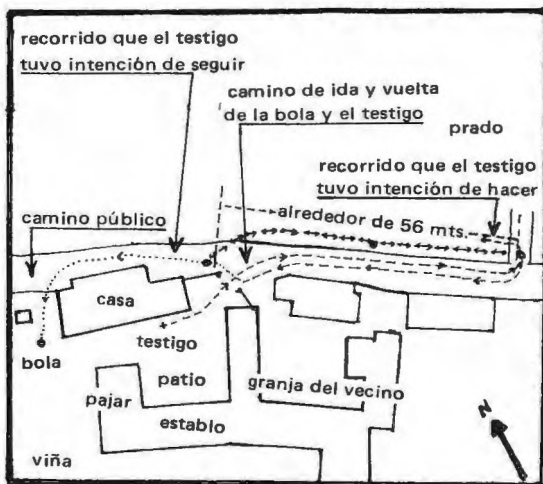 recorrido que el testigo
tuvo intención de seguir
camino de ida y vuelta
de la bola y el testigo
prado
recorrido que el testigo
tuvo intención de hacer
alrededor de 56 mts.
camino público
casa
testigo
bola
patio
granja del vecino
pajar
establo
viña
N